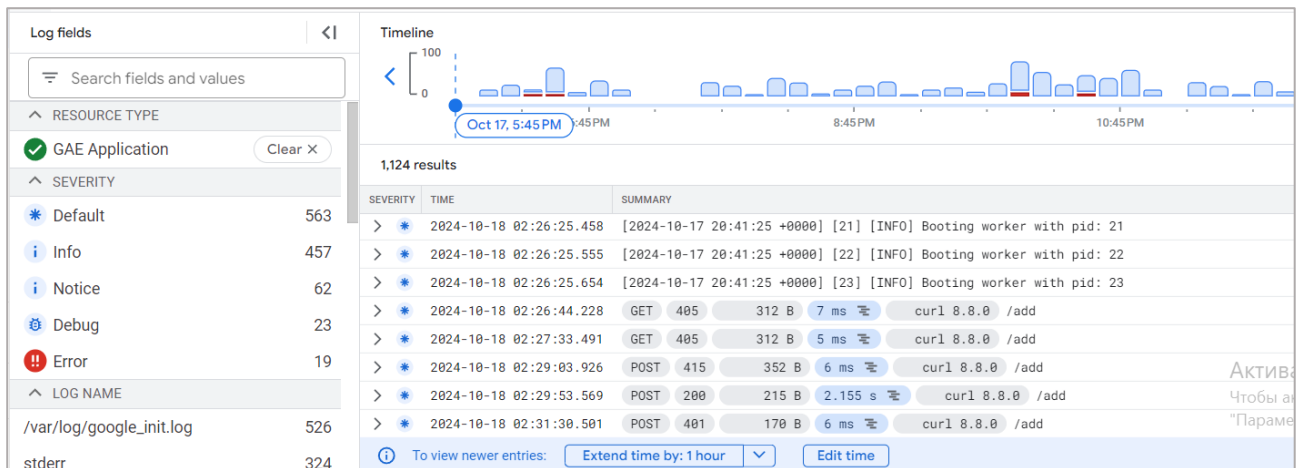 Log fields
Search fields and values
RESOURCE TYPE
GAE Application Clear
SEVERITY
Default 563
Info 457
Notice 62
Debug 23
Error 19
LOG NAME
/var/log/google_init.log 526
stderr 324
Timeline
100
0
Oct 17, 5:45 PM :45 PM 8:45 PM 10:45 PM
1,124 results
SEVERITY TIME SUMMARY
2024-10-18 02:26:25.458 [2024-10-17 20:41:25 +0000] [21] [INFO] Booting worker with pid: 21
2024-10-18 02:26:25.555 [2024-10-17 20:41:25 +0000] [22] [INFO] Booting worker with pid: 22
2024-10-18 02:26:25.654 [2024-10-17 20:41:25 +0000] [23] [INFO] Booting worker with pid: 23
2024-10-18 02:26:44.228 GET 405 312 B 7 ms curl 8.8.0 /add
2024-10-18 02:27:33.491 GET 405 312 B 5 ms curl 8.8.0 /add
2024-10-18 02:29:03.926 POST 415 352 B 6 ms curl 8.8.0 /add
2024-10-18 02:29:53.569 POST 200 215 B 2.155 s curl 8.8.0 /add
2024-10-18 02:31:30.501 POST 401 170 B 6 ms curl 8.8.0 /add
To view newer entries: Extend time by: 1 hour Edit time
Актива
Чтобы ак
"Параме